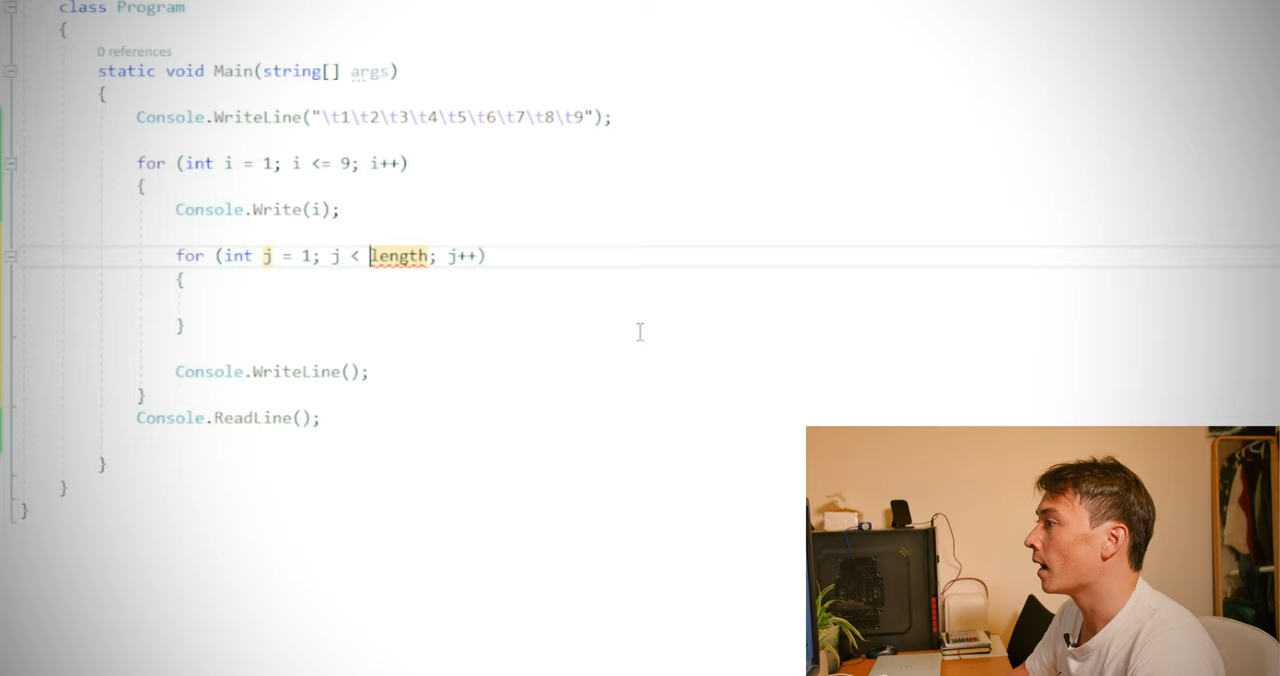 class Program
{
0 references
static void Main(string[] args)
{
Console.WriteLine("\t1\t2\t3\t4\t5\t6\t7\t8\t9");
for (int i = 1; i <= 9; i++)
{
Console.Write(i);
for (int j = 1; j < length; j++)
{
}
Console.WriteLine();
}
Console.ReadLine();
}
}
}